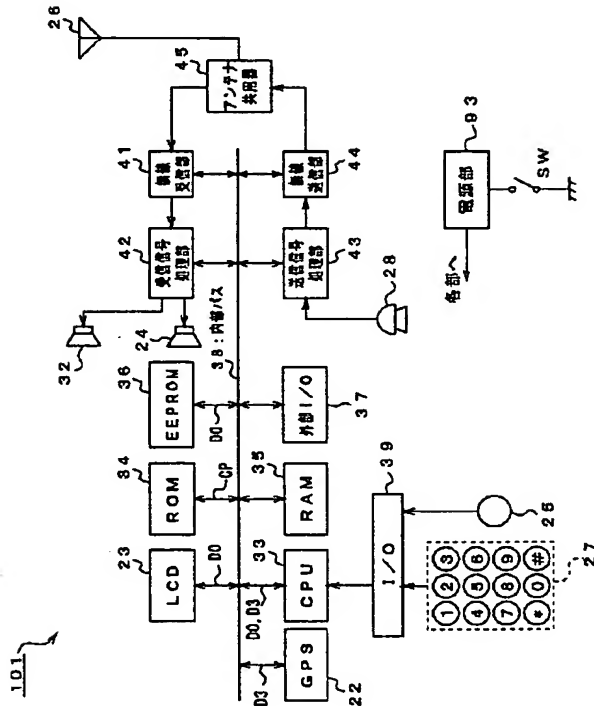 101
26
45
アンテナ
共用器
41
無線
受信部
42
受信信号
処理部
32
24
36
EEPROM
34
ROM
23
LCD
DO
CP
DO
38:内部バス
D3
DO,D3
GPS
22
33
CPU
35
RAM
外部I/O
37
43
送信信号
処理部
44
無線
送信部
28
39
I/O
25
1 2 3
4 5 6
7 8 9
* 0 #
27
93
電源部
各部へ
SW